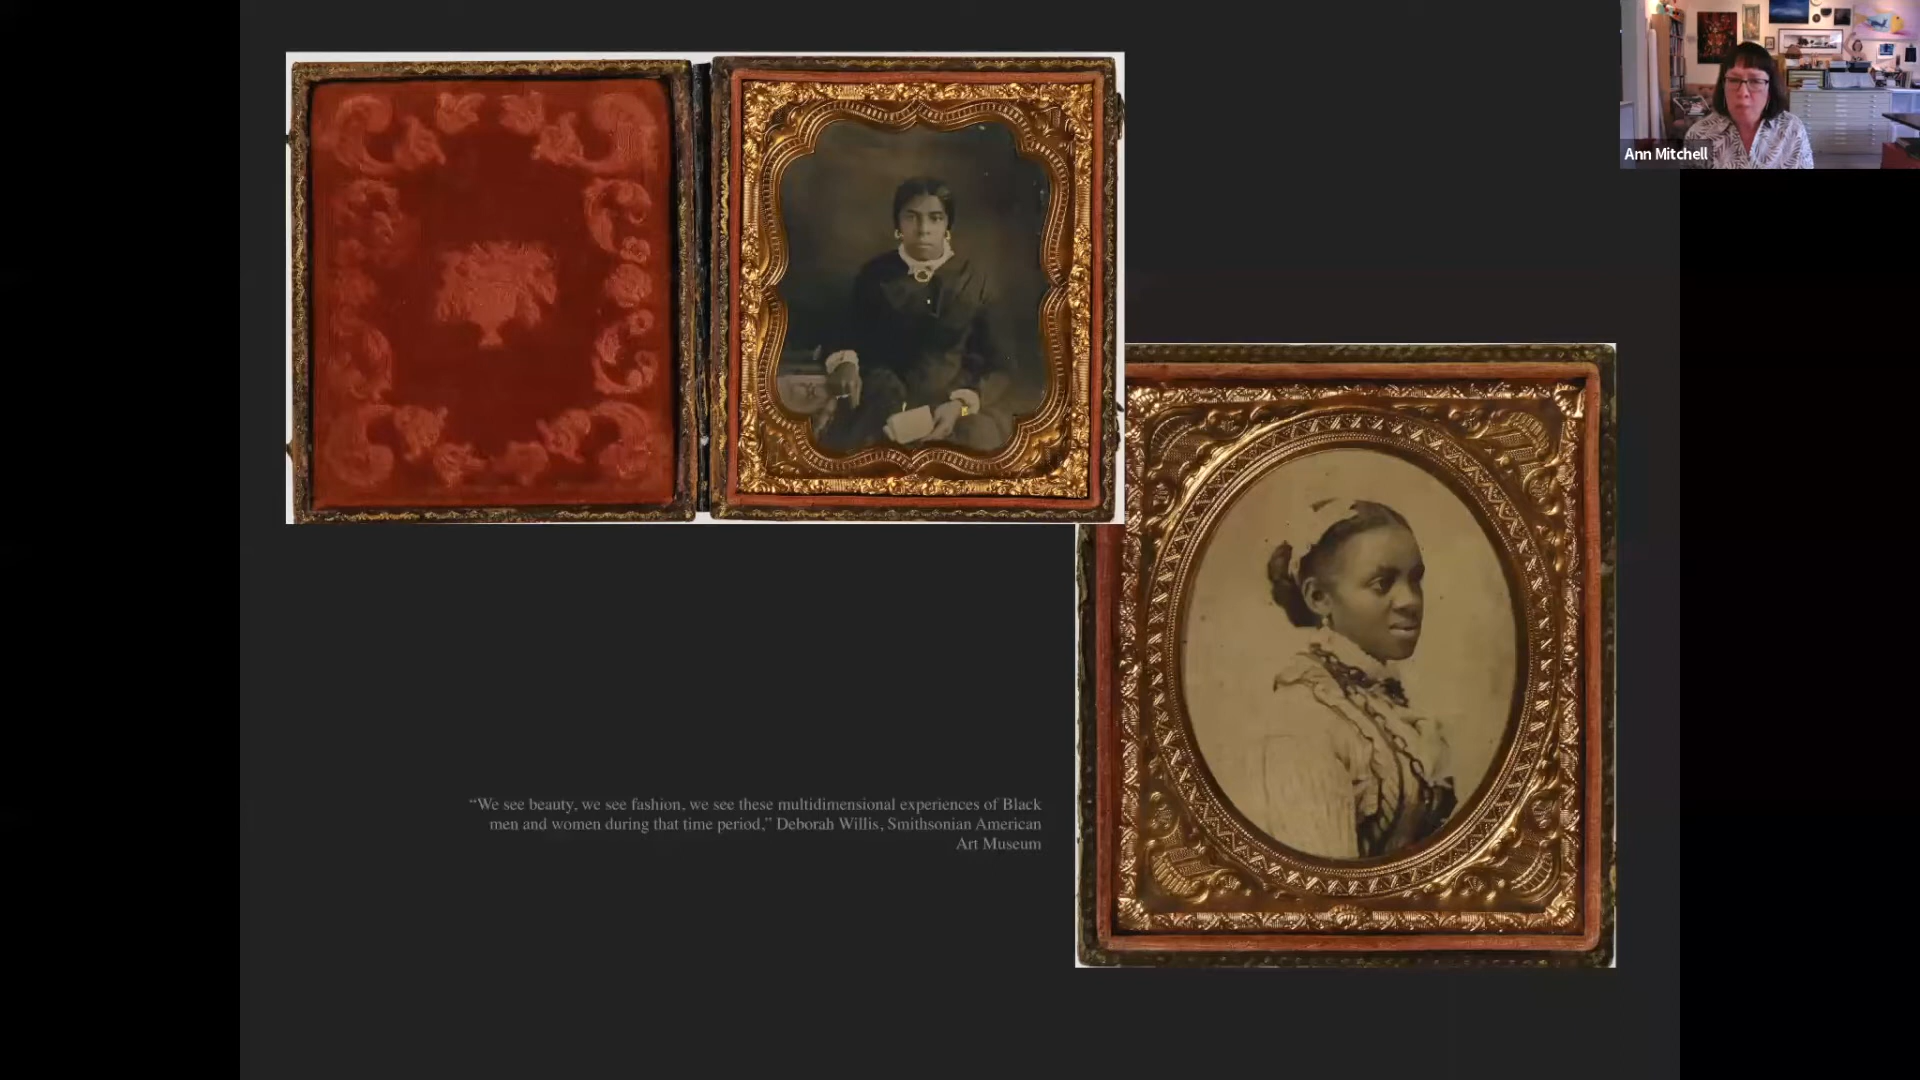 Ann Mitchell
“We see beauty, we see fashion, we see these multidimensional experiences of Black
men and women during that time period,” Deborah Willis, Smithsonian American
Art Museum